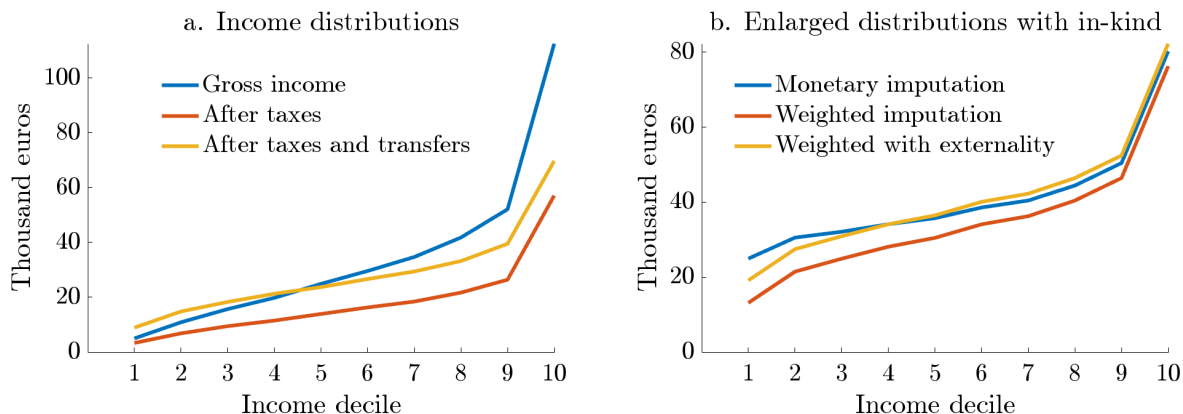 a. Income distributions
Thousand euros
100
80
60
40
20
0
Gross income
After taxes
After taxes and transfers
1 2 3 4 5 6 7 8 9 10
Income decile
b. Enlarged distributions with in-kind
Thousand euros
80
60
40
20
0
Monetary imputation
Weighted imputation
Weighted with externality
1 2 3 4 5 6 7 8 9 10
Income decile